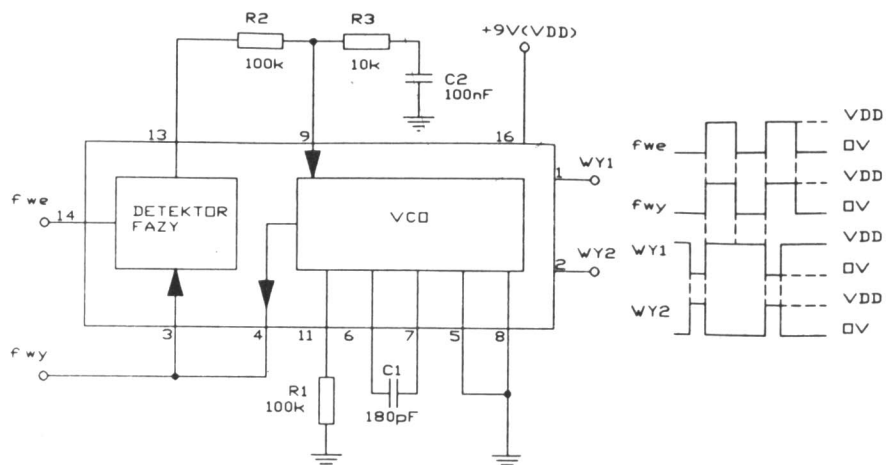 R2
100k
R3
10k
C2
100nF
+9V(VDD)
13
9
16
fwe
14
DETEKTOR
FAZY
VCO
1
WY1
2
WY2
3
4
11
6
7
5
8
fwy
R1
100k
C1
180pF
fwe
VDD
0V
fwy
VDD
0V
WY1
VDD
0V
WY2
VDD
0V